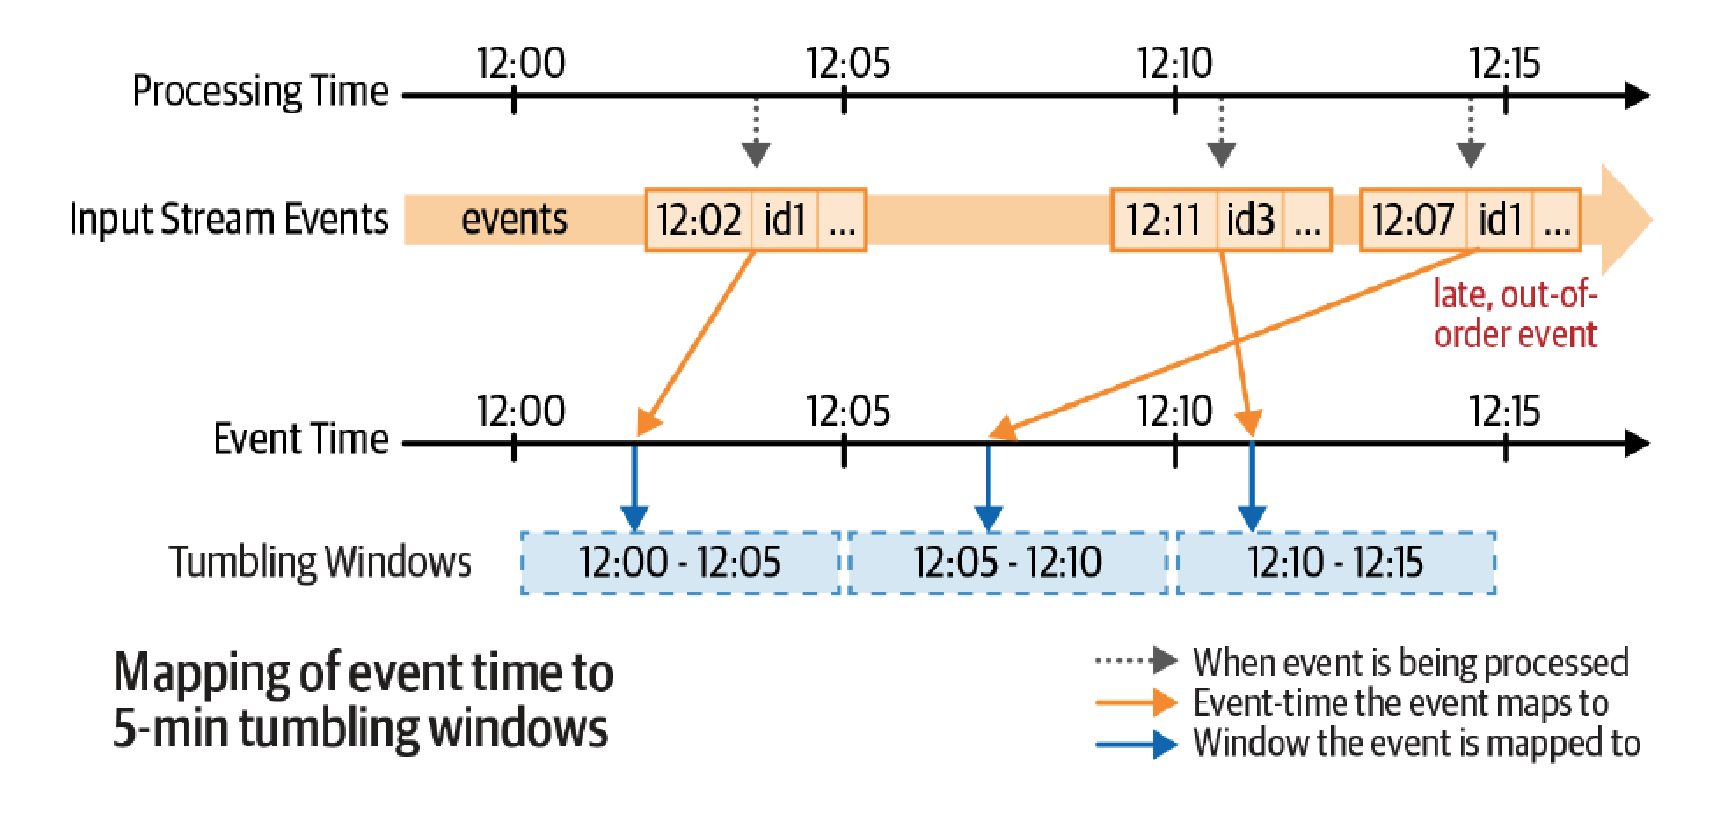 12:00 12:05 12:10 12:15
Processing Time
Input Stream Events
events
12:02 id1 ...
12:11 id3 ...
12:07 id1 ...
late, out-of-
order event
12:00 12:05 12:10 12:15
Event Time
Tumbling Windows
12:00 - 12:05
12:05 - 12:10
12:10 - 12:15
Mapping of event time to
5-min tumbling windows
When event is being processed
Event-time the event maps to
Window the event is mapped to